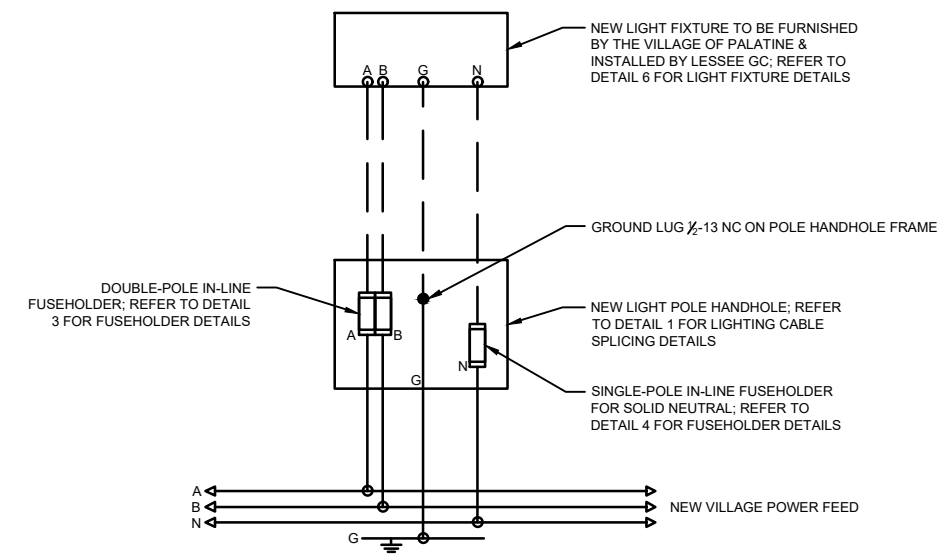 NEW LIGHT FIXTURE TO BE FURNISHED
BY THE VILLAGE OF PALATINE &
INSTALLED BY LESSEE GC; REFER TO
DETAIL 6 FOR LIGHT FIXTURE DETAILS
A B G N
GROUND LUG ½-13 NC ON POLE HANDHOLE FRAME
DOUBLE-POLE IN-LINE
FUSEHOLDER; REFER TO DETAIL
3 FOR FUSEHOLDER DETAILS
A B
NEW LIGHT POLE HANDHOLE; REFER
TO DETAIL 1 FOR LIGHTING CABLE
SPLICING DETAILS
N
G
SINGLE-POLE IN-LINE FUSEHOLDER
FOR SOLID NEUTRAL; REFER TO
DETAIL 4 FOR FUSEHOLDER DETAILS
A
B
NEW VILLAGE POWER FEED
N
G